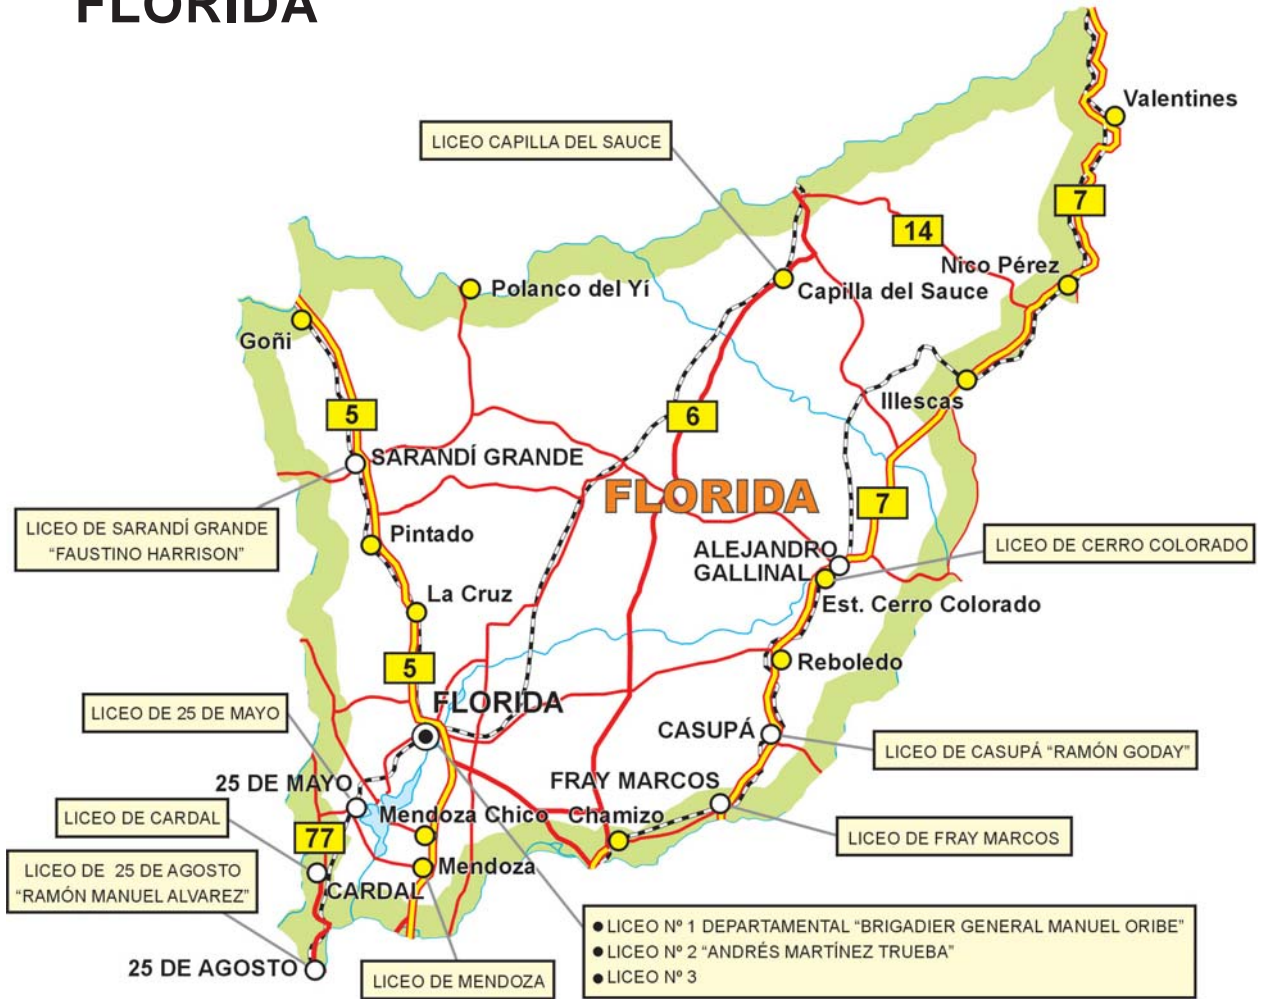 FLORIDA
Valentines
LICEO CAPILLA DEL SAUCE
7
14
Nico Pérez
Polanco del Yí
Capilla del Sauce
Goñi
Illescas
5
6
SARANDÍ GRANDE
FLORIDA
7
LICEO DE SARANDÍ GRANDE
“FAUSTINO HARRISON”
Pintado
ALEJANDRO
GALLINAL
LICEO DE CERRO COLORADO
La Cruz
Est. Cerro Colorado
5
Reboledo
FLORIDA
LICEO DE 25 DE MAYO
CASUPÁ
LICEO DE CASUPÁ “RAMÓN GODAY”
25 DE MAYO
FRAY MARCOS
LICEO DE CARDAL
Mendoza Chico
Chamizo
77
LICEO DE FRAY MARCOS
LICEO DE 25 DE AGOSTO
“RAMÓN MANUEL ALVAREZ”
Mendoza
CARDAL
●LICEO Nº 1 DEPARTAMENTAL “BRIGADIER GENERAL MANUEL ORIBE”
●LICEO Nº 2 “ANDRÉS MARTÍNEZ TRUEBA”
●LICEO Nº 3
25 DE AGOSTO
LICEO DE MENDOZA